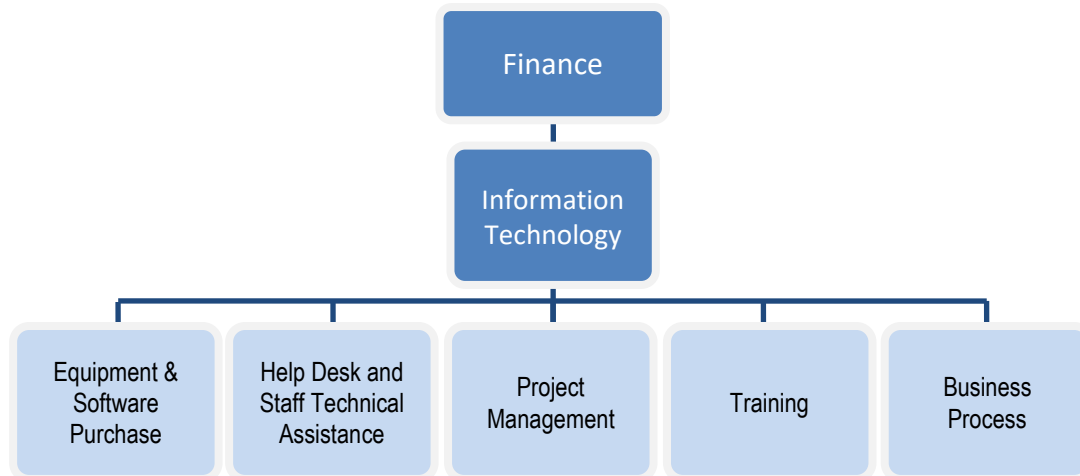 Finance
Information
Technology
Equipment &
Software
Purchase
Help Desk and
Staff Technical
Assistance
Project
Management
Training
Business
Process